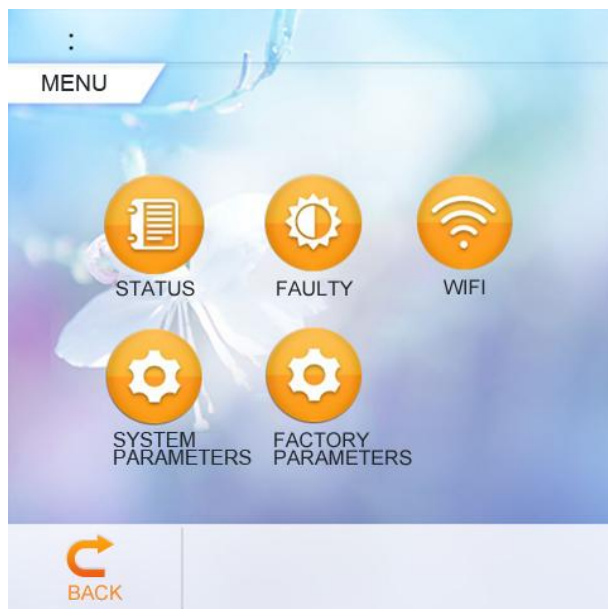 :
MENU
STATUS
FAULTY
WIFI
SYSTEM
PARAMETERS
FACTORY
PARAMETERS
BACK